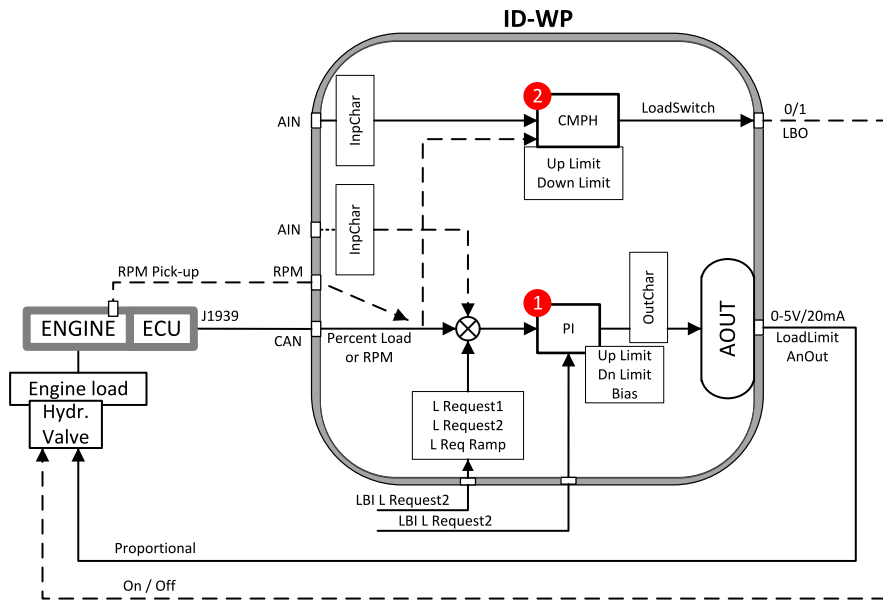 ID-WP
2
AIN
InpChar
CMPH
LoadSwitch
0/1
LBO
Up Limit
Down Limit
AIN
InpChar
RPM Pick-up
RPM
1
OutChar
ENGINE
ECU
J1939
CAN
Percent Load
or RPM
PI
AOUT
0-5V/20mA
LoadLimit
AnOut
Up Limit
Dn Limit
Bias
Engine load
Hydr.
Valve
L Request1
L Request2
L Req Ramp
LBI L Request2
LBI L Request2
Proportional
On / Off